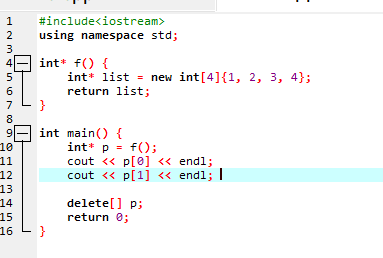 1 #include<iostream>
2 using namespace std;
3
4 int* f() {
5 int* list = new int[4]{1, 2, 3, 4};
6 return list;
7 }
8
9 int main() {
10 int* p = f();
11 cout << p[0] << endl;
12 cout << p[1] << endl;
13
14 delete[] p;
15 return 0;
16 }